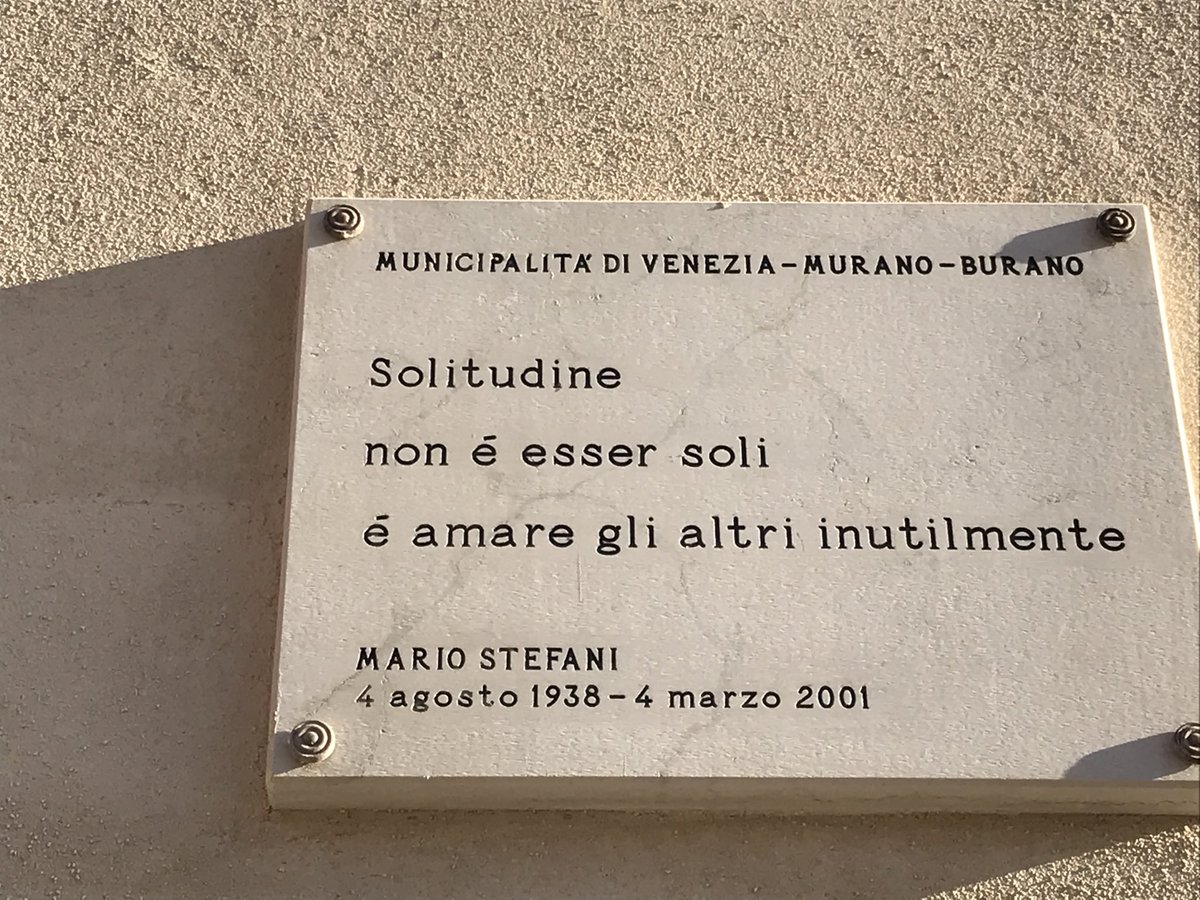 MUNICIPALITA' DI VENEZIA-MURANO-BURANO
Solitudine
non é esser soli
é amare gli altri inutilmente
MARIO STEFANI
4 agosto 1938-4 marzo 2001